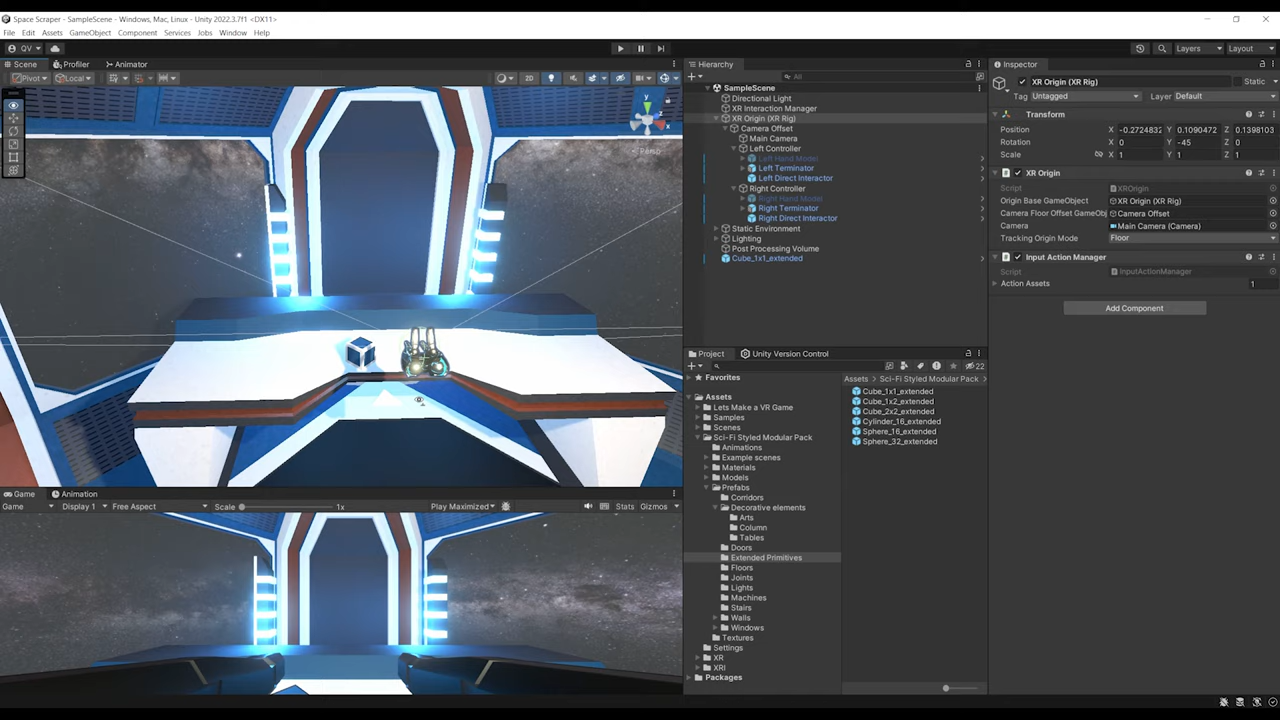 Space Scraper - SampleScene - Windows, Mac, Linux - Unity 2022.3.7f1 <DX11>
File Edit Assets GameObject Component Services Jobs Window Help
QV Layers Layout
Scene Profiler Animator
Pivot Local 2D
y
x
Persp
Game Animation
Game Display 1 Free Aspect Scale 1x Play Maximized Stats Gizmos
Hierarchy
All
SampleScene
Directional Light
XR Interaction Manager
XR Origin (XR Rig)
Camera Offset
Main Camera
Left Controller
Left Hand Model
Left Terminator
Left Direct Interactor
Right Controller
Right Hand Model
Right Terminator
Right Direct Interactor
Static Environment
Lighting
Post Processing Volume
Cube_1x1_extended
Project Unity Version Control
22
Favorites
Assets
Lets Make a VR Game
Samples
Scenes
Sci-Fi Styled Modular Pack
Animations
Example scenes
Materials
Models
Prefabs
Corridors
Decorative elements
Arts
Column
Tables
Doors
Extended Primitives
Floors
Joints
Lights
Machines
Stairs
Walls
Windows
Textures
Settings
XR
XRI
Packages
Assets > Sci-Fi Styled Modular Pack >
Cube_1x1_extended
Cube_1x2_extended
Cube_2x2_extended
Cylinder_16_extended
Sphere_16_extended
Sphere_32_extended
Inspector
XR Origin (XR Rig) Static
Tag Untagged Layer Default
Transform
Position X -0.2724832 Y 0.1090472 Z 0.1398103
Rotation X 0 Y -45 Z 0
Scale X 1 Y 1 Z 1
XR Origin
Script XROrigin
Origin Base GameObject XR Origin (XR Rig)
Camera Floor Offset GameObj Camera Offset
Camera Main Camera (Camera)
Tracking Origin Mode Floor
Input Action Manager
Script InputActionManager
Action Assets 1
Add Component